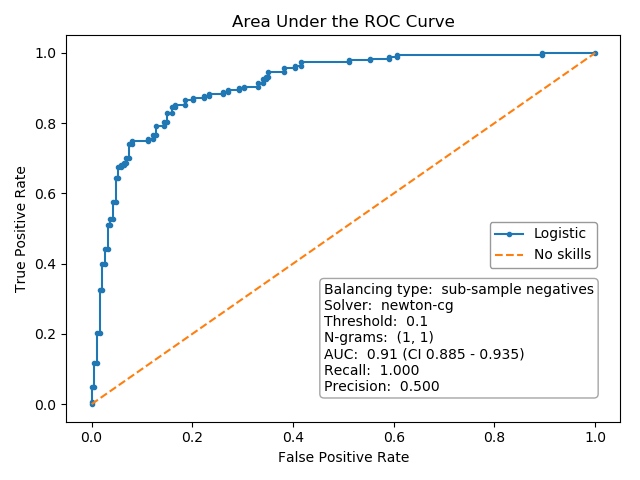 Area Under the ROC Curve
1.0
0.8
0.6
0.4
0.2
0.0
True Positive Rate
Logistic
No skills
Balancing type:  sub-sample negatives
Solver:  newton-cg
Threshold:  0.1
N-grams:  (1, 1)
AUC:  0.91 (CI 0.885 - 0.935)
Recall:  1.000
Precision:  0.500
0.0 0.2 0.4 0.6 0.8 1.0
False Positive Rate